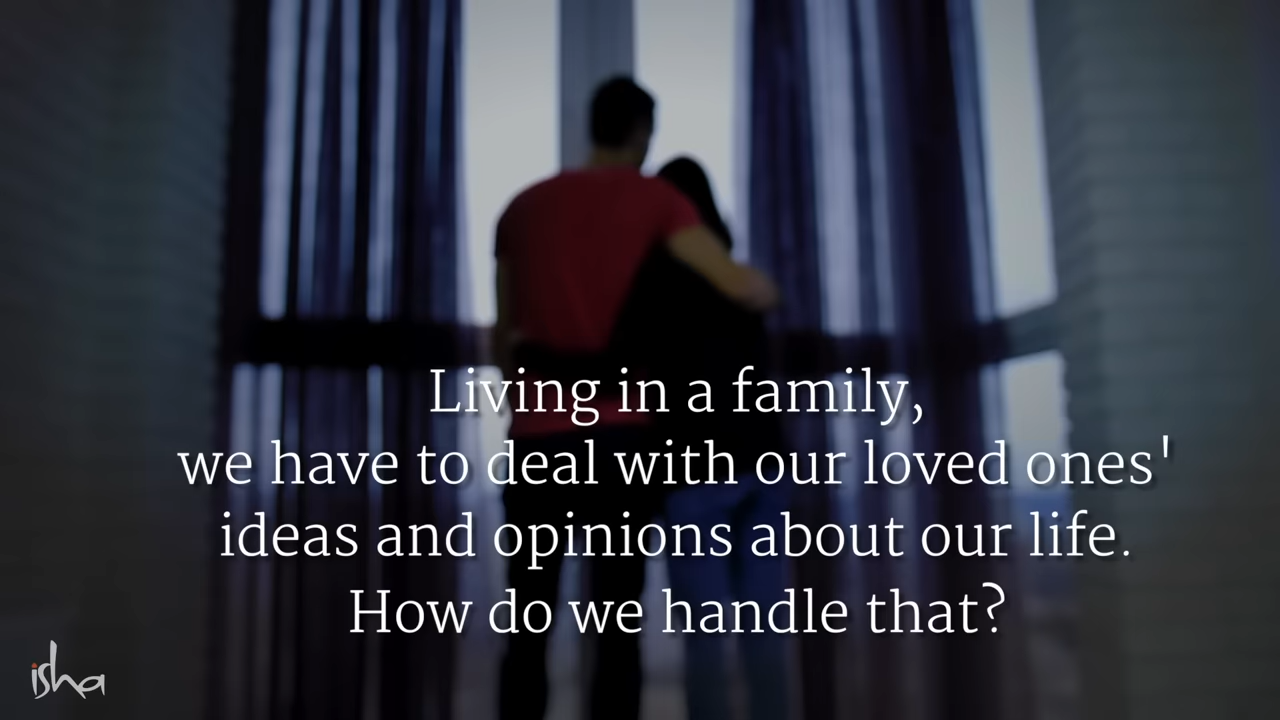 Living in a family,
we have to deal with our loved ones'
ideas and opinions about our life.
How do we handle that?
isha